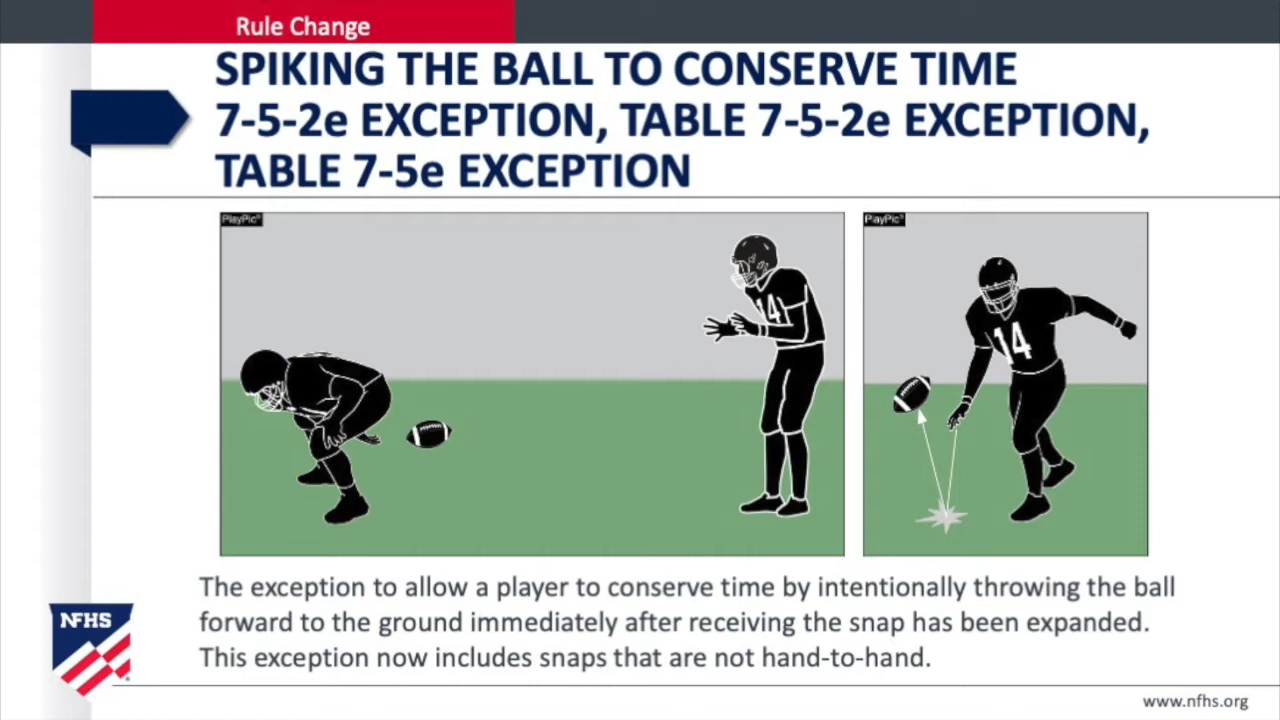 Rule Change
SPIKING THE BALL TO CONSERVE TIME
7-5-2e EXCEPTION, TABLE 7-5-2e EXCEPTION,
TABLE 7-5e EXCEPTION
PlayPic®
PlayPic®
14
14
The exception to allow a player to conserve time by intentionally throwing the ball
forward to the ground immediately after receiving the snap has been expanded.
This exception now includes snaps that are not hand-to-hand.
NFHS
www.nfhs.org